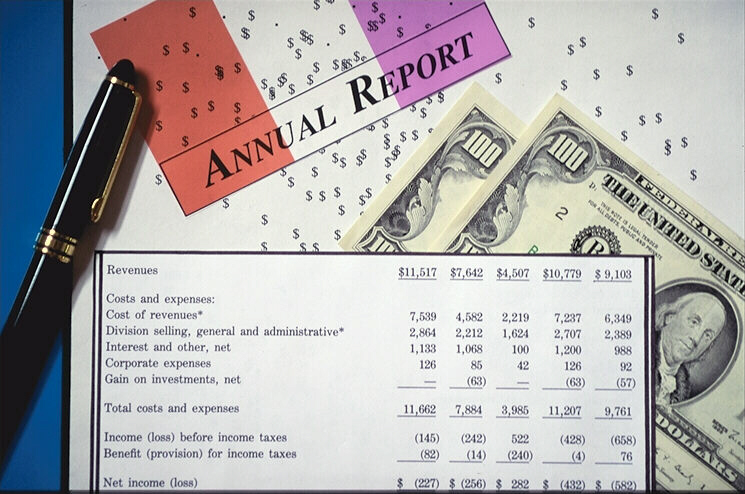 $ $ $ $ $
ANNUAL REPORT
100 100
2
FEDERAL RE
THE UNITED STAT
THIS NOTE IS LEGAL TENDER
FOR ALL DEBTS, PUBLIC AND PRIVATE
DOLLARS
Revenues $11,517 $7,642 $4,507 $10,779 $ 9,103
Costs and expenses:
Cost of revenues* 7,539 4,582 2,219 7,237 6,349
Division selling, general and administrative* 2,864 2,212 1,624 2,707 2,389
Interest and other, net 1,133 1,068 100 1,200 988
Corporate expenses 126 85 42 126 92
Gain on investments, net — (63) — (63) (57)
Total costs and expenses 11,662 7,884 3,985 11,207 9,761
Income (loss) before income taxes (145) (242) 522 (428) (658)
Benefit (provision) for income taxes (82) (14) (240) (4) 76
Net income (loss) $ (227) $ (256) $ 282 $ (432) $ (582)